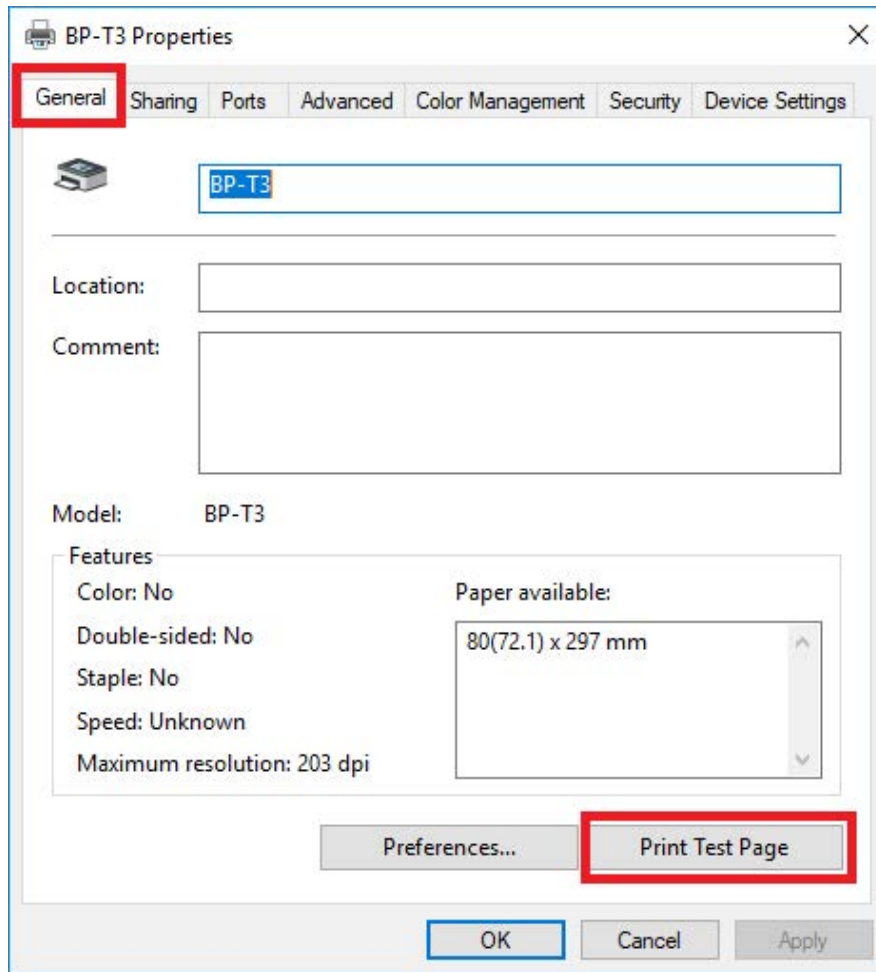 BP-T3 Properties
General Sharing Ports Advanced Color Management Security Device Settings
BP-T3
Location:
Comment:
Model: BP-T3
Features
Color: No
Double-sided: No
Staple: No
Speed: Unknown
Maximum resolution: 203 dpi
Paper available:
80(72.1) x 297 mm
Preferences... Print Test Page
OK Cancel Apply